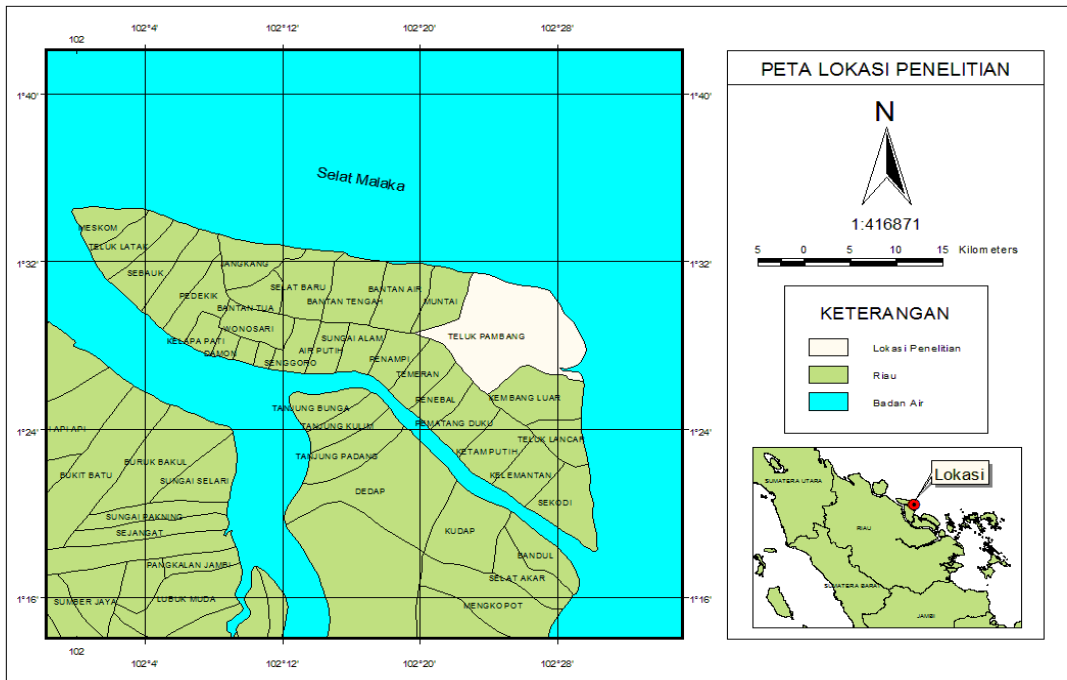 102
102°4'
102°12'
102°20'
102°28'
1°40'
1°40'
Selat Malaka
MESKOM
TELUK LATAK
1°32'
JANGKANG
1°32'
SEBAUK
SELAT BARU
BANTAN AIR
PEDEKIK
BANTAN TENGAH
MUNTAI
BANTAN TUA
WONOSARI
TELUK PAMBANG
KELAPA PATI
SUNGAI ALAM
DAMON
AIR PUTIH
SENGGORO
PENAMPI
TEMERAN
PENEBAL
KEMBANG LUAR
TANJUNG BUNGA
PEMATANG DUKU
1°24'
TANJUNG KULIM
1°24'
API API
TELUK LANCAR
TANJUNG PADANG
KETAM PUTIH
BURUK BAKUL
BUKIT BATU
SUNGAI SELARI
KELEMANTAN
DEDAP
SEKODI
SUNGAI PAKNING
SEJANGAT
KUDAP
BANDUL
PANGKALAN JAMBI
SELAT AKAR
1°16'
SUMBER JAYA
LUBUK MUDA
MENGKOPOT
1°16'
102
102°4'
102°12'
102°20'
102°28'
PETA LOKASI PENELITIAN
N
1:416871
5 0 5 10 15 Kilometers
KETERANGAN
Lokasi Penelitian
Riau
Badan Air
Lokasi
SUMATERA UTARA
RIAU
SUMATERA BARAT
JAMBI